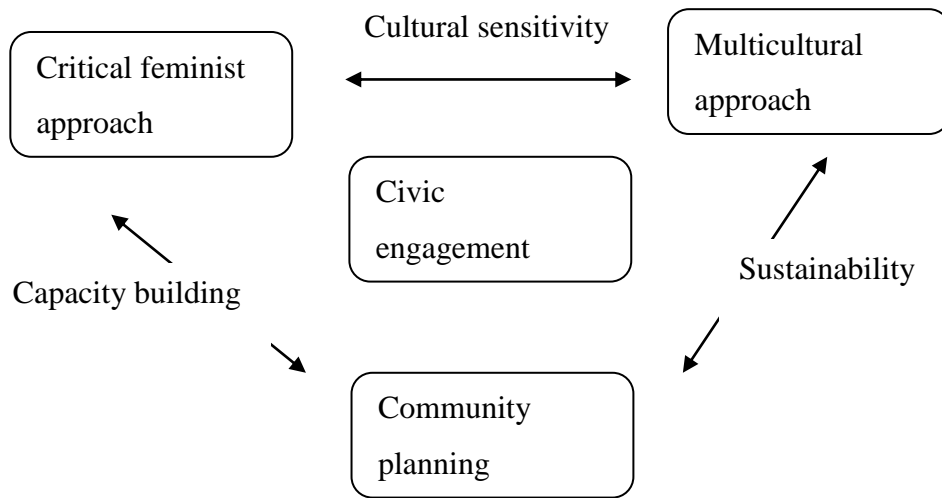 Cultural sensitivity
Critical feminist
approach
Multicultural
approach
Civic
engagement
Capacity building
Sustainability
Community
planning